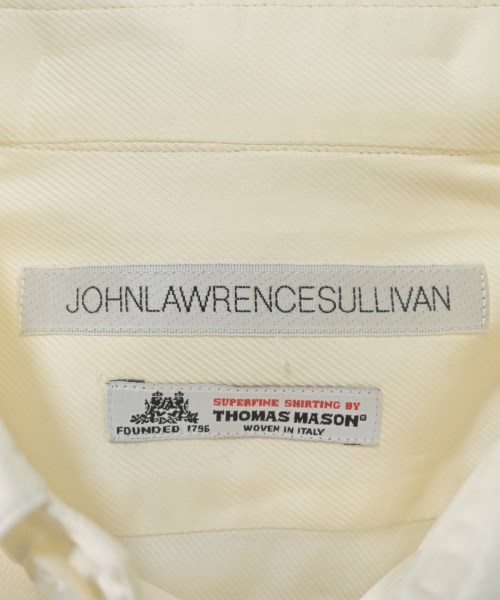 JOHNLAWRENCESULLIVAN
SUPERFINE SHIRTING BY
THOMAS MASON®
FOUNDED 1796
WOVEN IN ITALY